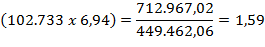 (102.733 x 6,94) = 712.967,02 / 449.462,06 = 1,59